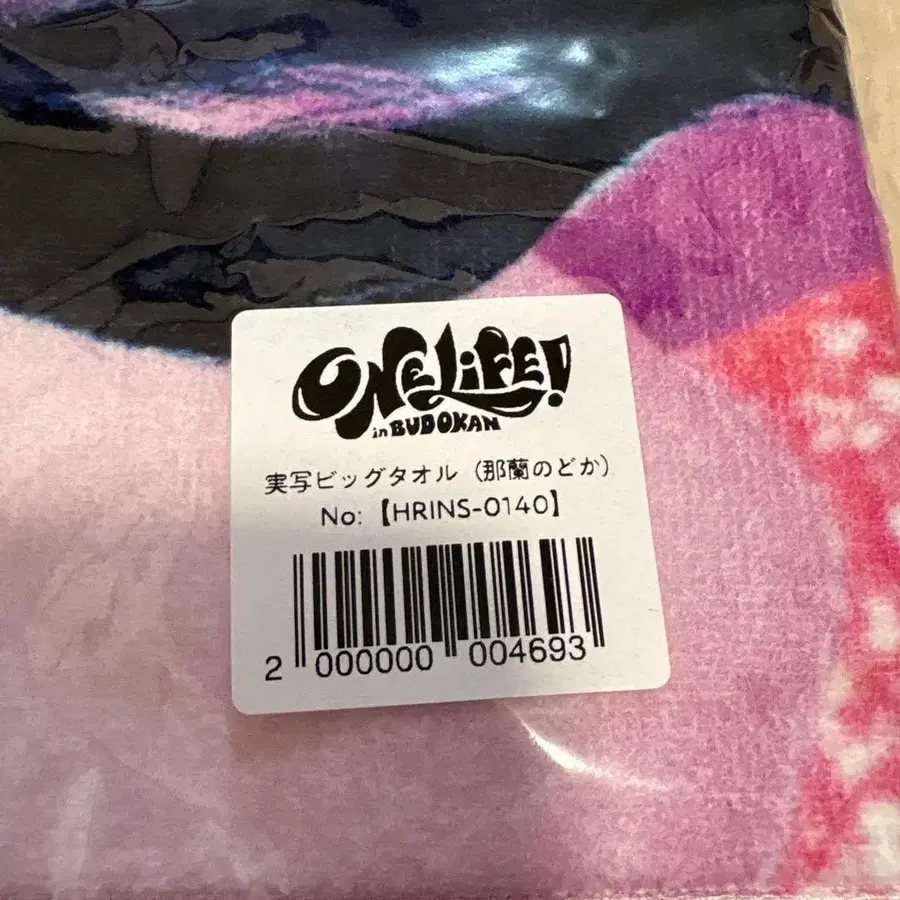 ONE LIFE!
in BUDOKAN
実写ビッグタオル（那蘭のどか）
No:【HRINS-0140】
2 000000 004693